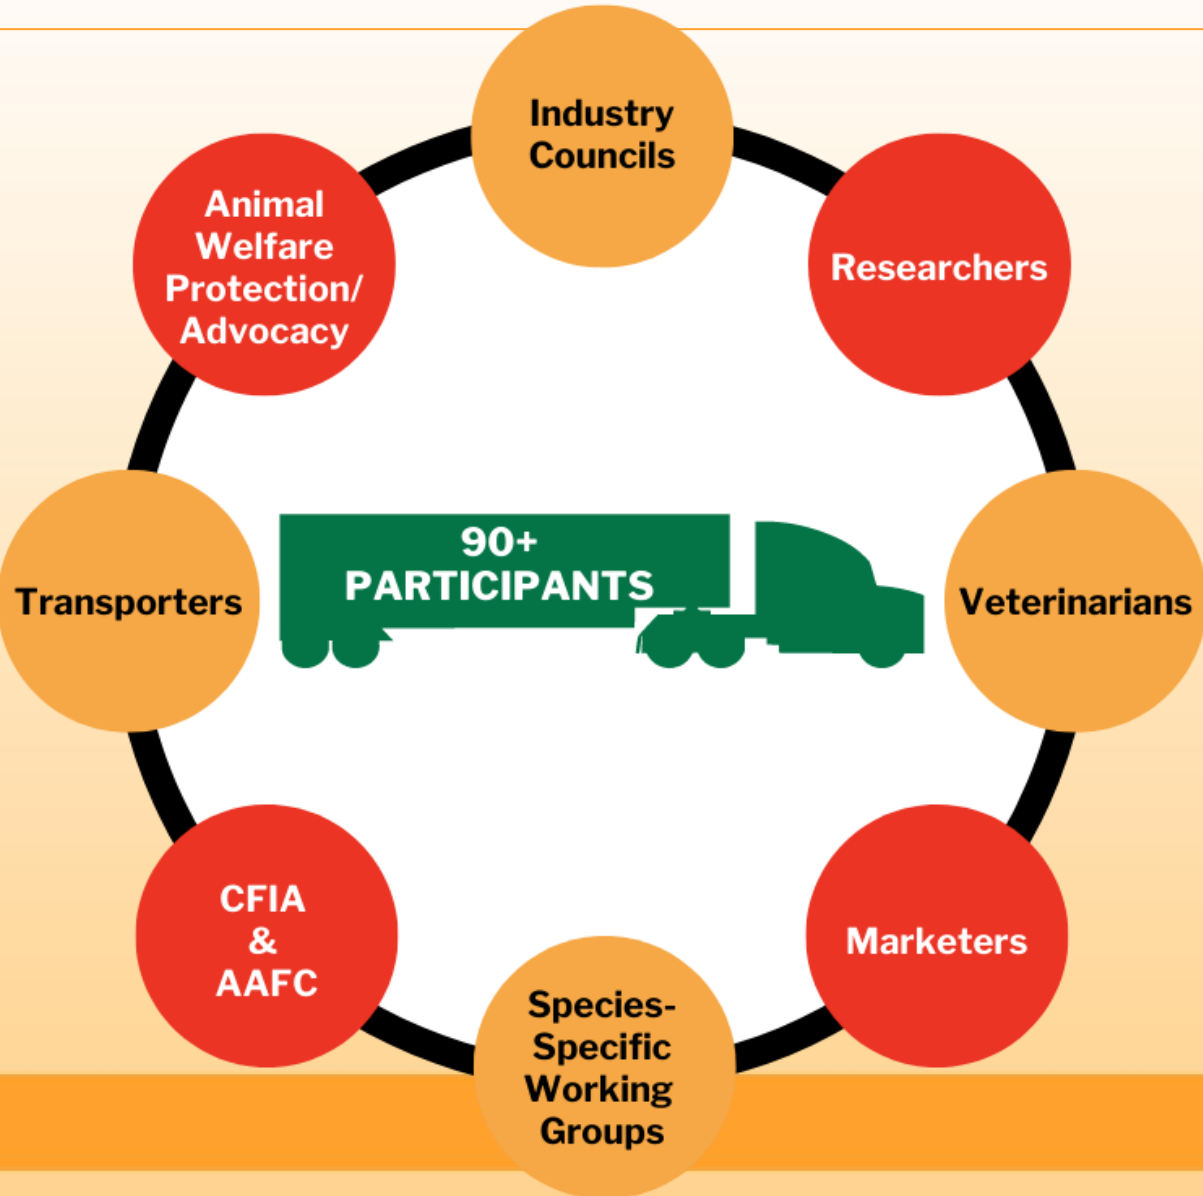 Industry
Councils
Animal
Welfare
Protection/
Advocacy
Researchers
90+
PARTICIPANTS
Transporters
Veterinarians
CFIA
&
AAFC
Marketers
Species-
Specific
Working
Groups